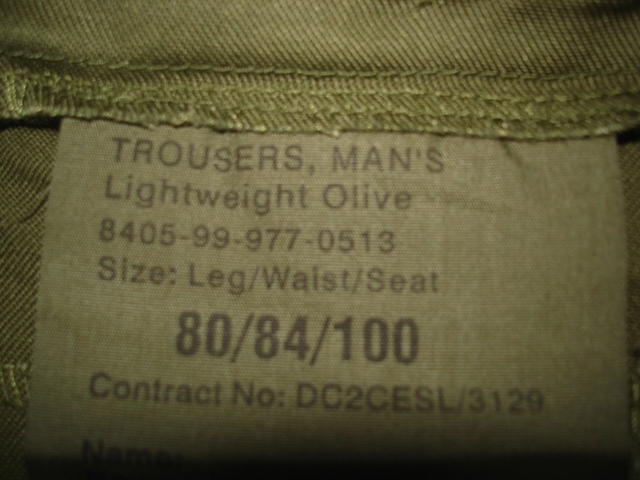 TROUSERS, MAN'S
Lightweight Olive
8405-99-977-0513
Size: Leg/Waist/Seat
80/84/100
Contract No: DC2CESL/3129
Name: